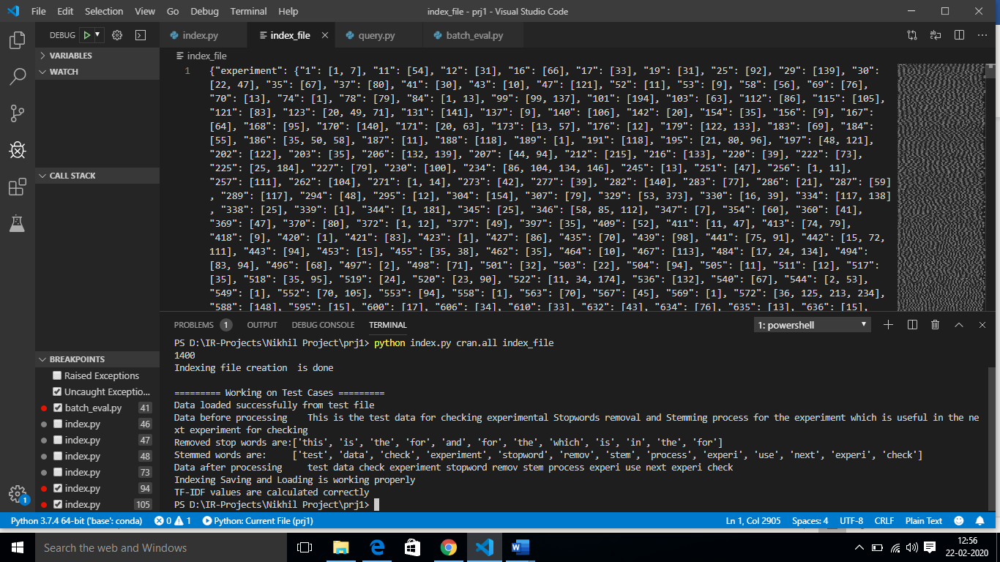 File Edit Selection View Go Debug Terminal Help
index_file - prj1 - Visual Studio Code
DEBUG
index.py
index_file
query.py
batch_eval.py
VARIABLES
WATCH
CALL STACK
BREAKPOINTS
Raised Exceptions
Uncaught Exceptio...
batch_eval.py 41
index.py 46
index.py 47
index.py 48
index.py 73
index.py 94
index.py 105
1
index_file
1
{"experiment": {"1": [1, 7], "11": [54], "12": [31], "16": [66], "17": [33], "19": [31], "25": [92], "29": [139], "30":
[22, 47], "35": [67], "37": [80], "41": [30], "43": [10], "47": [121], "52": [11], "53": [9], "58": [56], "69": [76],
"70": [13], "74": [1], "78": [79], "84": [1, 13], "99": [99, 137], "101": [194], "103": [63], "112": [86], "115": [105],
"121": [83], "123": [20, 49, 71], "131": [141], "137": [9], "140": [106], "142": [20], "154": [35], "156": [9], "167":
[64], "168": [95], "170": [140], "171": [20, 63], "173": [13, 57], "176": [12], "179": [122, 133], "183": [69], "184":
[55], "186": [35, 50, 58], "187": [11], "188": [118], "189": [1], "191": [118], "195": [21, 80, 96], "197": [48, 121],
"202": [122], "203": [35], "206": [132, 139], "207": [44, 94], "212": [215], "216": [133], "220": [39], "222": [73],
"225": [25, 184], "227": [79], "230": [100], "234": [86, 104, 134, 146], "245": [13], "251": [47], "256": [1, 11],
"257": [111], "262": [104], "271": [1, 14], "273": [42], "277": [39], "282": [140], "283": [77], "286": [21], "287": [59]
, "289": [117], "294": [48], "295": [12], "304": [154], "307": [79], "329": [53, 373], "330": [16, 39], "334": [117, 138]
, "338": [25], "339": [1], "344": [1, 181], "345": [25], "346": [58, 85, 112], "347": [7], "354": [60], "360": [41],
"369": [47], "370": [80], "372": [1, 12], "377": [49], "397": [35], "409": [52], "411": [11, 47], "413": [74, 79],
"418": [9], "420": [1], "421": [83], "423": [1], "427": [86], "435": [70], "439": [98], "441": [75, 91], "442": [15, 72,
111], "443": [94], "453": [15], "455": [35, 38], "462": [35], "464": [10], "467": [113], "484": [17, 24, 134], "494":
[83, 94], "496": [68], "497": [2], "498": [71], "501": [32], "503": [22], "504": [94], "505": [11], "511": [12], "517":
[35], "518": [35, 95], "519": [24], "520": [23, 90], "522": [11, 34, 174], "536": [132], "540": [67], "544": [2, 53],
"549": [1], "552": [70, 105], "553": [94], "558": [1], "563": [70], "567": [45], "569": [1], "572": [36, 125, 213, 234],
"588": [148], "595": [15], "600": [17], "606": [34], "610": [33], "632": [43], "634": [76], "635": [13], "636": [15],
PROBLEMS 1 OUTPUT DEBUG CONSOLE TERMINAL
1: powershell
PS D:\IR-Projects\Nikhil Project\prj1> python index.py cran.all index_file
1400
Indexing file creation  is done
========= Working on Test Cases =========
Data loaded successfully from test file
Data before processing    This is the test data for checking experimental Stopwords removal and Stemming process for the experiment which is useful in the ne
xt experiment for checking
Removed stop words are:['this', 'is', 'the', 'for', 'and', 'for', 'the', 'which', 'is', 'in', 'the', 'for']
Stemmed words are:     ['test', 'data', 'check', 'experiment', 'stopword', 'remov', 'stem', 'process', 'experi', 'use', 'next', 'experi', 'check']
Data after processing     test data check experiment stopword remov stem process experi use next experi check
Indexing Saving and Loading is working properly
TF-IDF values are calculated correctly
PS D:\IR-Projects\Nikhil Project\prj1>
Python 3.7.4 64-bit ('base': conda) 0 1 Python: Current File (prj1) Ln 1, Col 2905 Spaces: 4 UTF-8 CRLF Plain Text
Search the web and Windows
12:56
22-02-2020